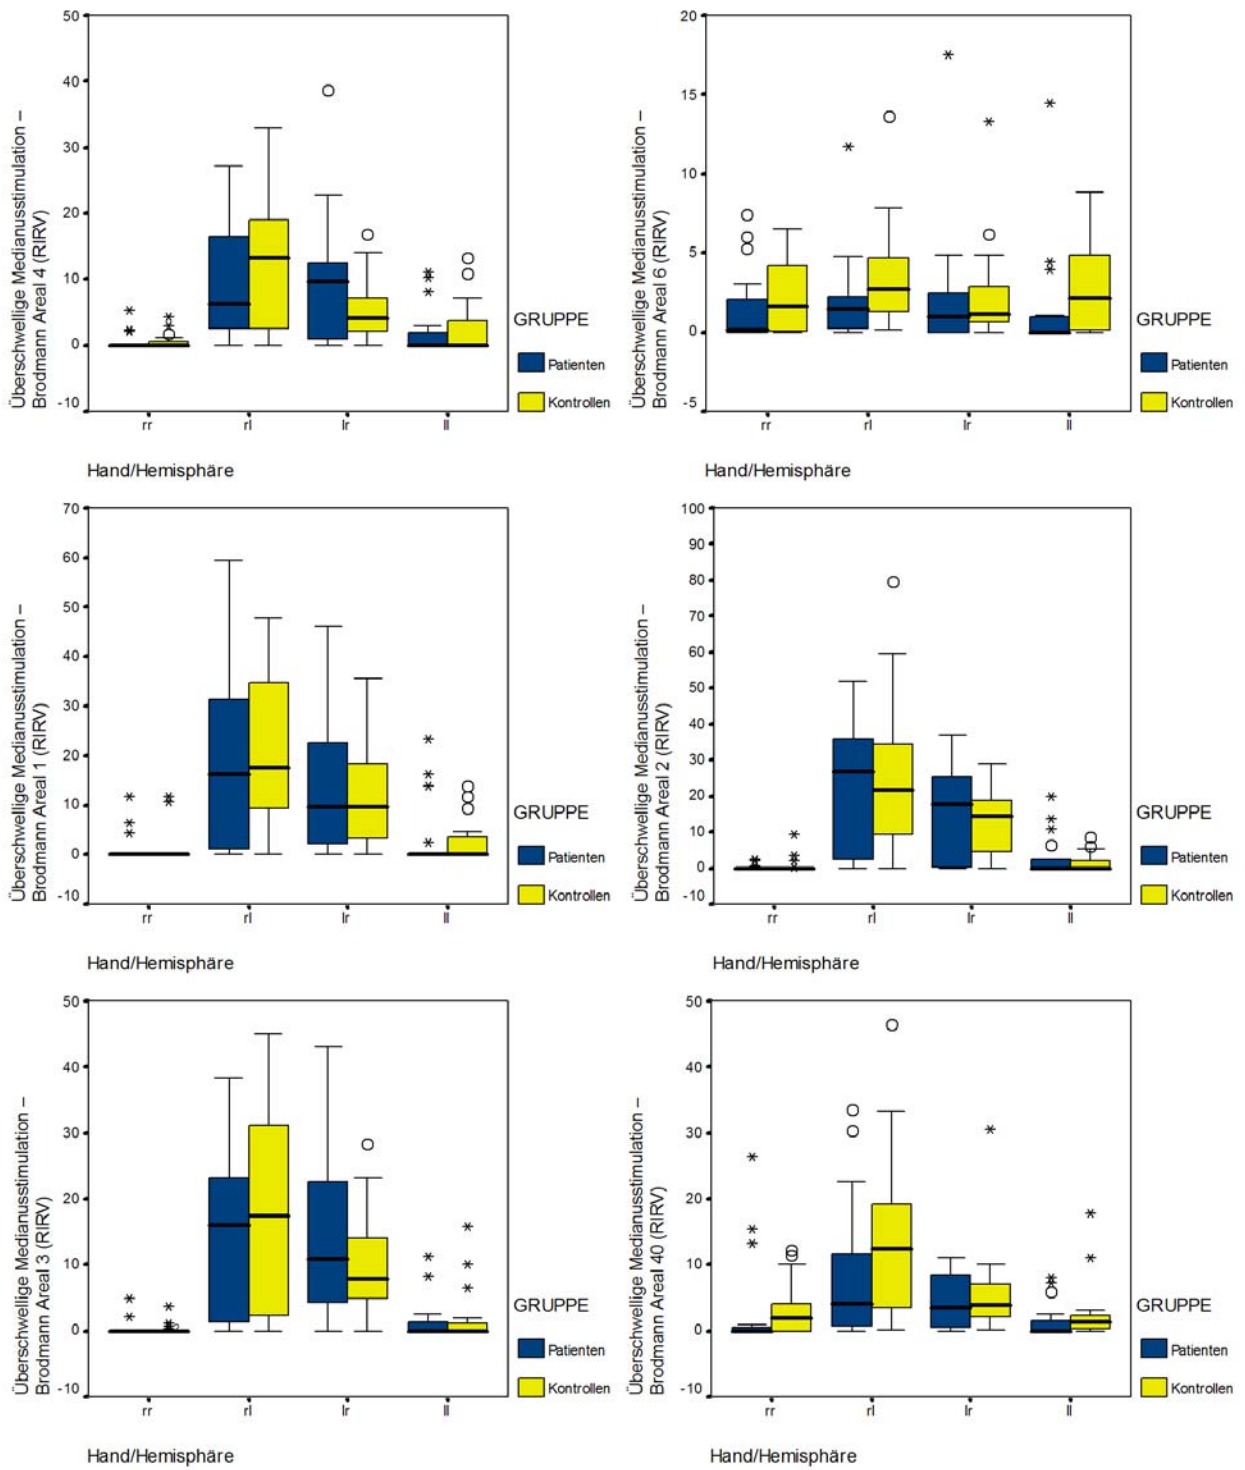 Überschwellige Medianusstimulation –
Brodmann Areal 4 (RIRV)
50
40
30
20
10
0
-10
rr rl lr ll
Hand/Hemisphäre
GRUPPE
Patienten
Kontrollen
Überschwellige Medianusstimulation –
Brodmann Areal 6 (RIRV)
20
15
10
5
0
-5
rr rl lr ll
Hand/Hemisphäre
GRUPPE
Patienten
Kontrollen
Überschwellige Medianusstimulation –
Brodmann Areal 1 (RIRV)
70
60
50
40
30
20
10
0
-10
rr rl lr ll
Hand/Hemisphäre
GRUPPE
Patienten
Kontrollen
Überschwellige Medianusstimulation –
Brodmann Areal 2 (RIRV)
100
90
80
70
60
50
40
30
20
10
0
-10
rr rl lr ll
Hand/Hemisphäre
GRUPPE
Patienten
Kontrollen
Überschwellige Medianusstimulation –
Brodmann Areal 3 (RIRV)
50
40
30
20
10
0
-10
rr rl lr ll
Hand/Hemisphäre
GRUPPE
Patienten
Kontrollen
Überschwellige Medianusstimulation –
Brodmann Areal 40 (RIRV)
50
40
30
20
10
0
-10
rr rl lr ll
Hand/Hemisphäre
GRUPPE
Patienten
Kontrollen